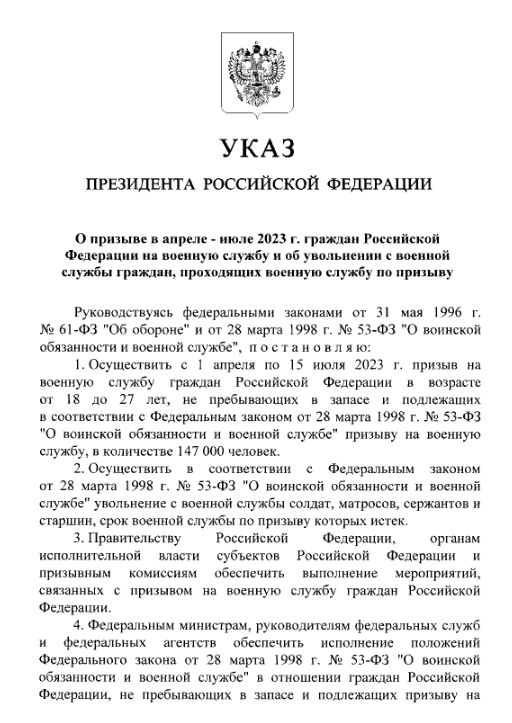 УКАЗ
ПРЕЗИДЕНТА РОССИЙСКОЙ ФЕДЕРАЦИИ
О призыве в апреле - июле 2023 г. граждан Российской
Федерации на военную службу и об увольнении с военной
службы граждан, проходящих военную службу по призыву
Руководствуясь федеральными законами от 31 мая 1996 г.
№ 61-ФЗ "Об обороне" и от 28 марта 1998 г. № 53-ФЗ "О воинской
обязанности и военной службе", п о с т а н о в л я ю:
1. Осуществить с 1 апреля по 15 июля 2023 г. призыв на
военную службу граждан Российской Федерации в возрасте
от 18 до 27 лет, не пребывающих в запасе и подлежащих
в соответствии с Федеральным законом от 28 марта 1998 г. № 53-ФЗ
"О воинской обязанности и военной службе" призыву на военную
службу, в количестве 147 000 человек.
2. Осуществить в соответствии с Федеральным законом
от 28 марта 1998 г. № 53-ФЗ "О воинской обязанности и военной
службе" увольнение с военной службы солдат, матросов, сержантов и
старшин, срок военной службы по призыву которых истек.
3. Правительству Российской Федерации, органам
исполнительной власти субъектов Российской Федерации и
призывным комиссиям обеспечить выполнение мероприятий,
связанных с призывом на военную службу граждан Российской
Федерации.
4. Федеральным министрам, руководителям федеральных служб
и федеральных агентств обеспечить исполнение положений
Федерального закона от 28 марта 1998 г. № 53-ФЗ "О воинской
обязанности и военной службе" в отношении граждан Российской
Федерации, не пребывающих в запасе и подлежащих призыву на